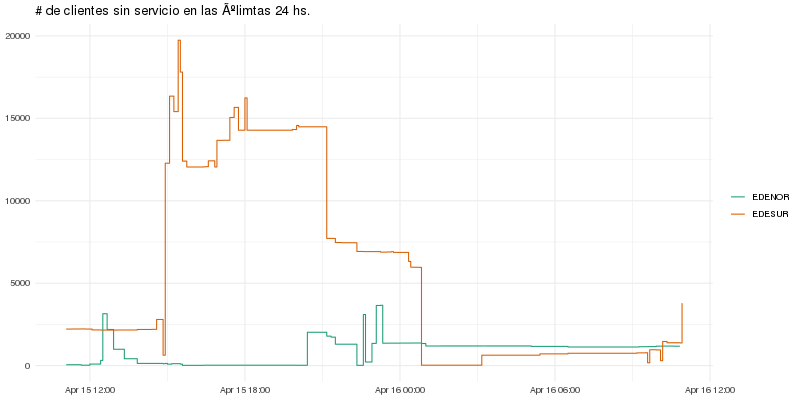 # de clientes sin servicio en las Ãºlimtas 24 hs.
20000
15000
10000
5000
0
Apr 15 12:00
Apr 15 18:00
Apr 16 00:00
Apr 16 06:00
Apr 16 12:00
EDENOR
EDESUR